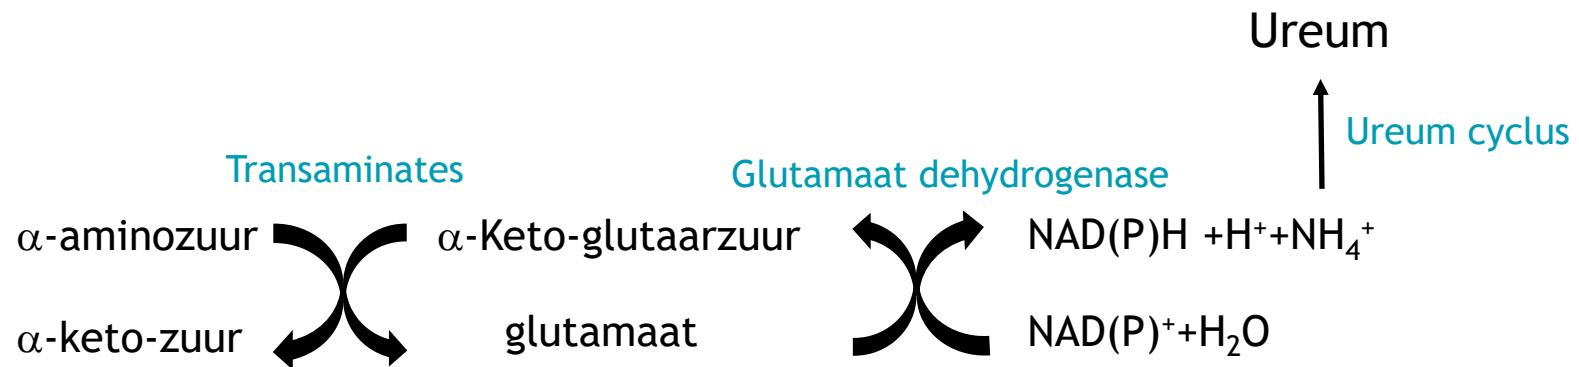 Ureum
Ureum cyclus
Transaminates
Glutamaat dehydrogenase
α-aminozuur
α-Keto-glutaarzuur
NAD(P)H +H⁺+NH₄⁺
α-keto-zuur
glutamaat
NAD(P)⁺+H₂O